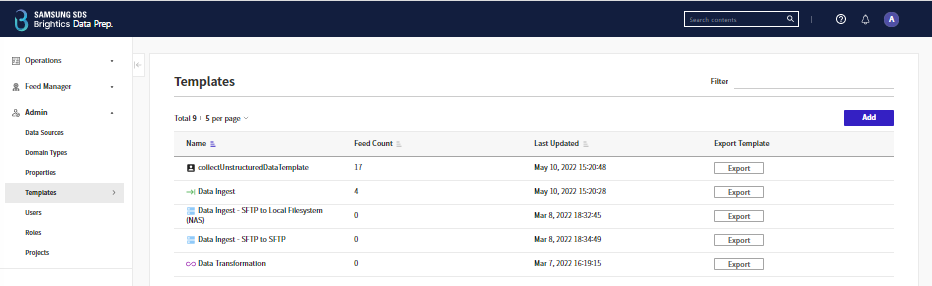 SAMSUNG SDS
Brightics Data Prep.
Search contents
A
Operations
Feed Manager
Admin
Data Sources
Domain Types
Properties
Templates
Users
Roles
Projects
Templates
Filter
Total 9 5 per page
Add
Name Feed Count Last Updated Export Template
collectUnstructuredDataTemplate 17 May 10, 2022 15:20:48 Export
Data Ingest 4 May 10, 2022 15:20:28 Export
Data Ingest - SFTP to Local Filesystem
(NAS) 0 Mar 8, 2022 18:32:45 Export
Data Ingest - SFTP to SFTP 0 Mar 8, 2022 18:34:49 Export
Data Transformation 0 Mar 7, 2022 16:19:15 Export